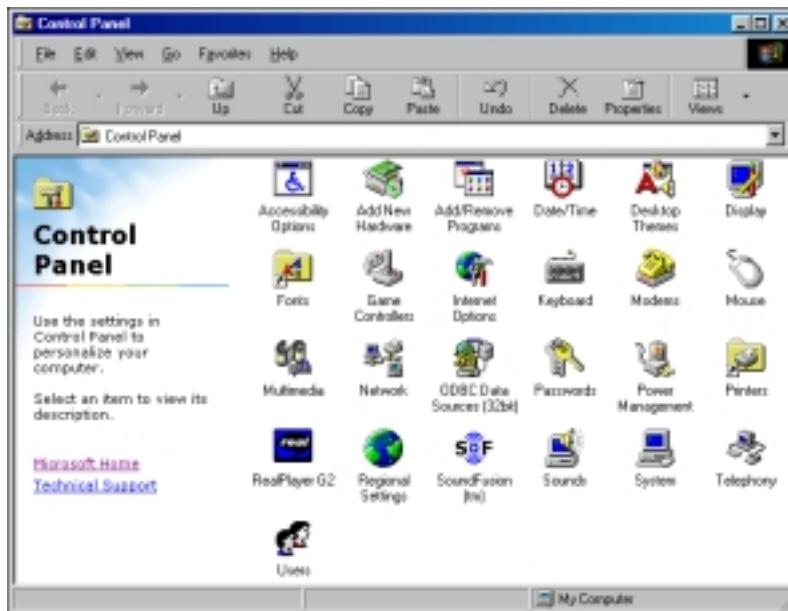 Control Panel
File Edit View Go Favorites Help
Back Forward Up Cut Copy Paste Undo Delete Properties Views
Address Control Panel
Control
Panel
Use the settings in
Control Panel to
personalize your
computer.
Select an item to view its
description.
Microsoft Home
Technical Support
Accessibility
Options
Add New
Hardware
Add/Remove
Programs
Date/Time
Desktop
Themes
Display
Fonts
Game
Controllers
Internet
Options
Keyboard
Modems
Mouse
Multimedia
Network
ODBC Data
Sources (32bit)
Passwords
Power
Management
Printers
real
RealPlayer G2
Regional
Settings
SoundFusion
(tm)
Sounds
System
Telephony
Users
My Computer